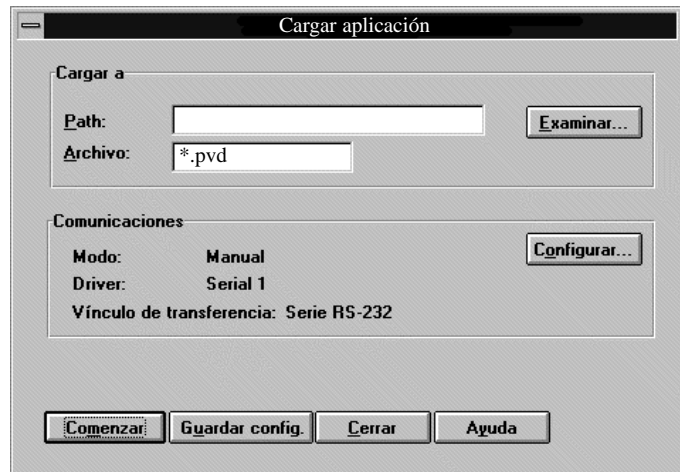 Cargar aplicación
Cargar a
Path:
Examinar...
Archivo: *.pvd
Comunicaciones
Modo: Manual
Configurar...
Driver: Serial 1
Vínculo de transferencia: Serie RS-232
Comenzar Guardar config. Cerrar Ayuda